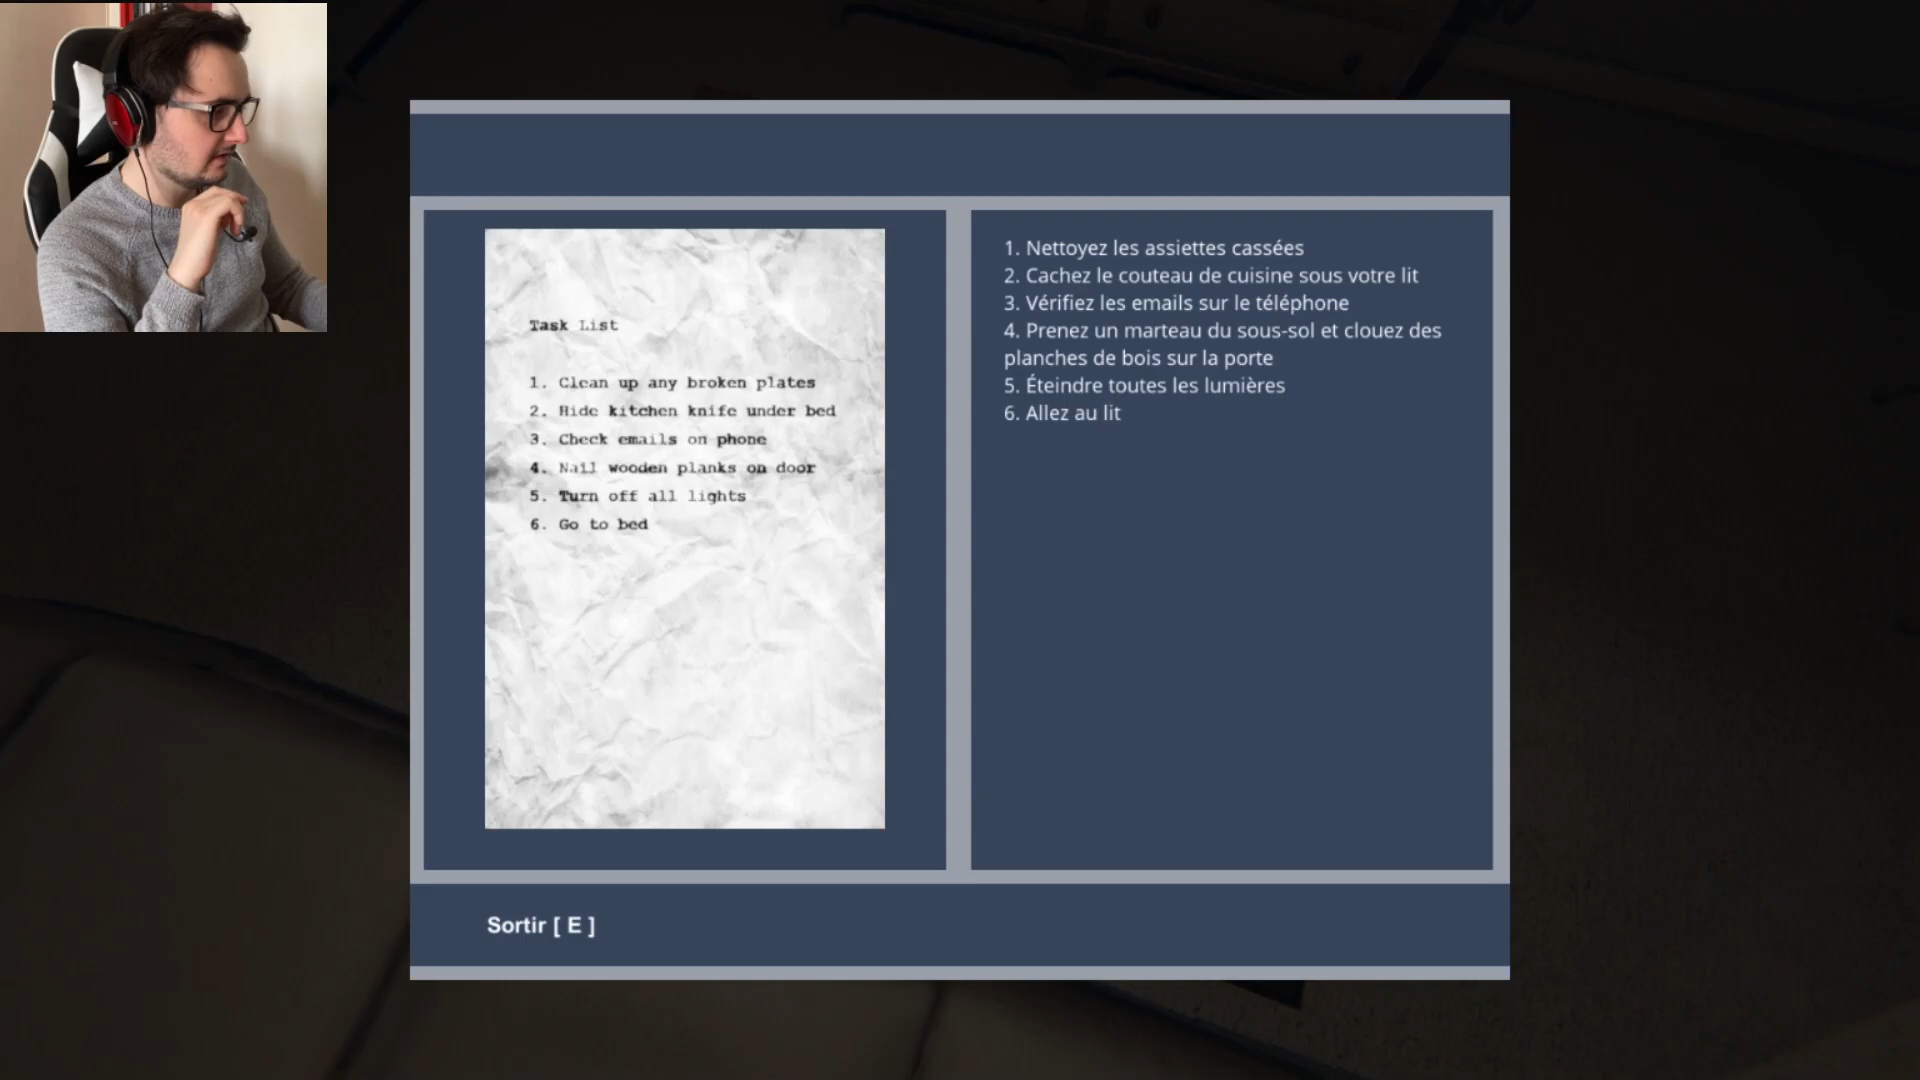 Task List
1. Clean up any broken plates
2. Hide kitchen knife under bed
3. Check emails on phone
4. Nail wooden planks on door
5. Turn off all lights
6. Go to bed
1. Nettoyez les assiettes cassées
2. Cachez le couteau de cuisine sous votre lit
3. Vérifiez les emails sur le téléphone
4. Prenez un marteau du sous-sol et clouez des
planches de bois sur la porte
5. Éteindre toutes les lumières
6. Allez au lit
Sortir [ E ]